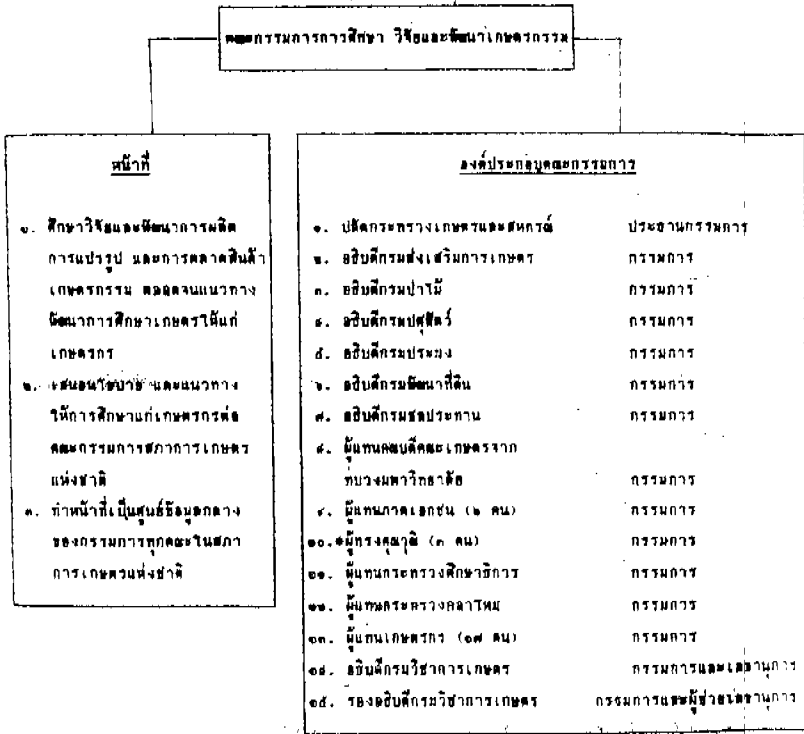 คณะกรรมการการศึกษา วิจัยและพัฒนาเกษตรกรรม
หน้าที่
๑. ศึกษาวิจัยและพัฒนาการผลิต
การแปรรูป และการตลาดสินค้า
เกษตรกรรม ตลอดจนแนวทาง
พัฒนาการศึกษาเกษตรให้แก่
เกษตรกร
๒. เสนอนโยบาย และแนวทาง
ให้การศึกษาแก่เกษตรกรต่อ
คณะกรรมการสภาการเกษตร
แห่งชาติ
๓. ทำหน้าที่เป็นศูนย์ข้อมูลกลาง
ของกรรมการทุกคณะในสภา
การเกษตรแห่งชาติ
องค์ประกอบคณะกรรมการ
๑. ปลัดกระทรวงเกษตรและสหกรณ์ ประธานกรรมการ
๒. อธิบดีกรมส่งเสริมการเกษตร กรรมการ
๓. อธิบดีกรมป่าไม้ กรรมการ
๔. อธิบดีกรมปศุสัตว์ กรรมการ
๕. อธิบดีกรมประมง กรรมการ
๖. อธิบดีกรมพัฒนาที่ดิน กรรมการ
๗. อธิบดีกรมชลประทาน กรรมการ
๘. ผู้แทนคณบดีคณะเกษตรจาก
ทบวงมหาวิทยาลัย กรรมการ
๙. ผู้แทนภาคเอกชน (๖ คน) กรรมการ
๑๐.*ผู้ทรงคุณวุฒิ (๓ คน) กรรมการ
๑๑. ผู้แทนกระทรวงศึกษาธิการ กรรมการ
๑๒. ผู้แทนกระทรวงกลาโหม กรรมการ
๑๓. ผู้แทนเกษตรกร (๑๗ คน) กรรมการ
๑๔. อธิบดีกรมวิชาการเกษตร กรรมการและเลขานุการ
๑๕. รองอธิบดีกรมวิชาการเกษตร กรรมการและผู้ช่วยเลขานุการ